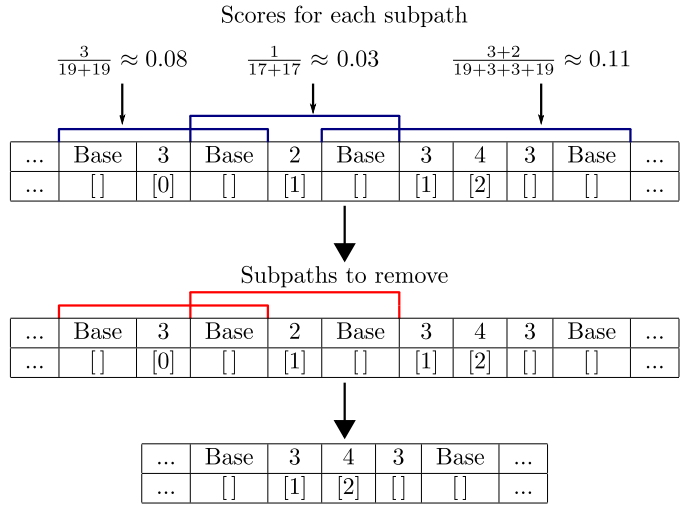 Scores for each subpath
3/(19+19) ≈ 0.08 1/(17+17) ≈ 0.03 (3+2)/(19+3+3+19) ≈ 0.11
... Base 3 Base 2 Base 3 4 3 Base ...
... [] [0] [] [1] [] [1] [2] [] [] ...
Subpaths to remove
... Base 3 Base 2 Base 3 4 3 Base ...
... [] [0] [] [1] [] [1] [2] [] [] ...
... Base 3 4 3 Base ...
... [] [1] [2] [] [] ...